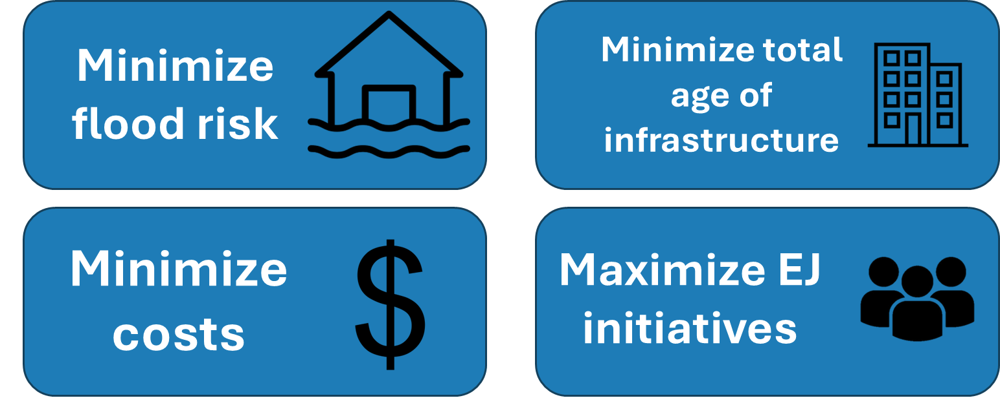 Minimize
flood risk
Minimize total
age of
infrastructure
Minimize
costs
$
Maximize EJ
initiatives